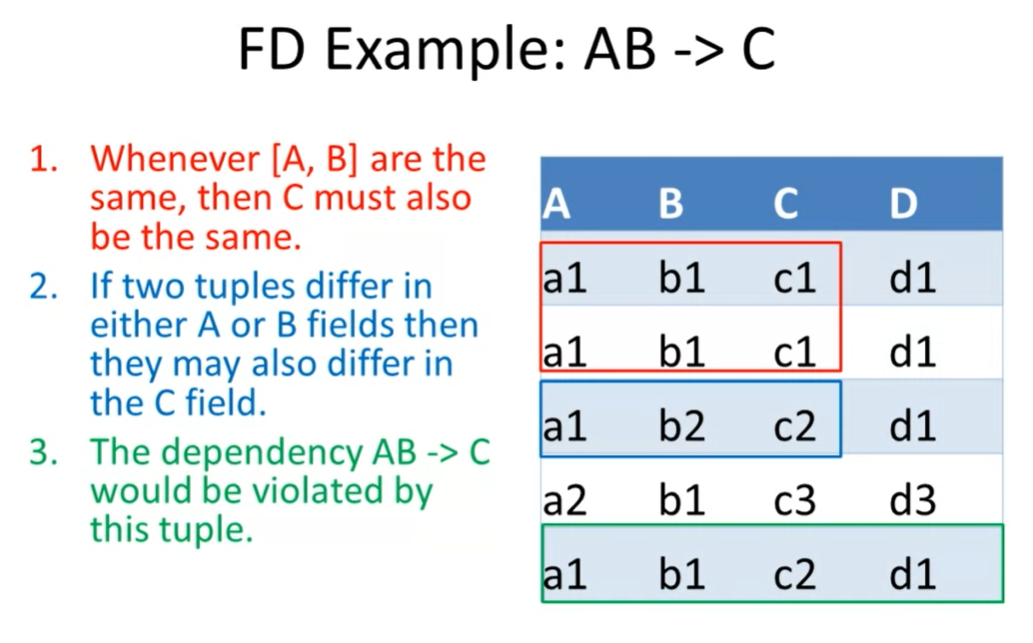 FD Example: AB -> C
1. Whenever [A, B] are the
same, then C must also
be the same.
2. If two tuples differ in
either A or B fields then
they may also differ in
the C field.
3. The dependency AB -> C
would be violated by
this tuple.
A B C D
a1 b1 c1 d1
a1 b1 c1 d1
a1 b2 c2 d1
a2 b1 c3 d3
a1 b1 c2 d1